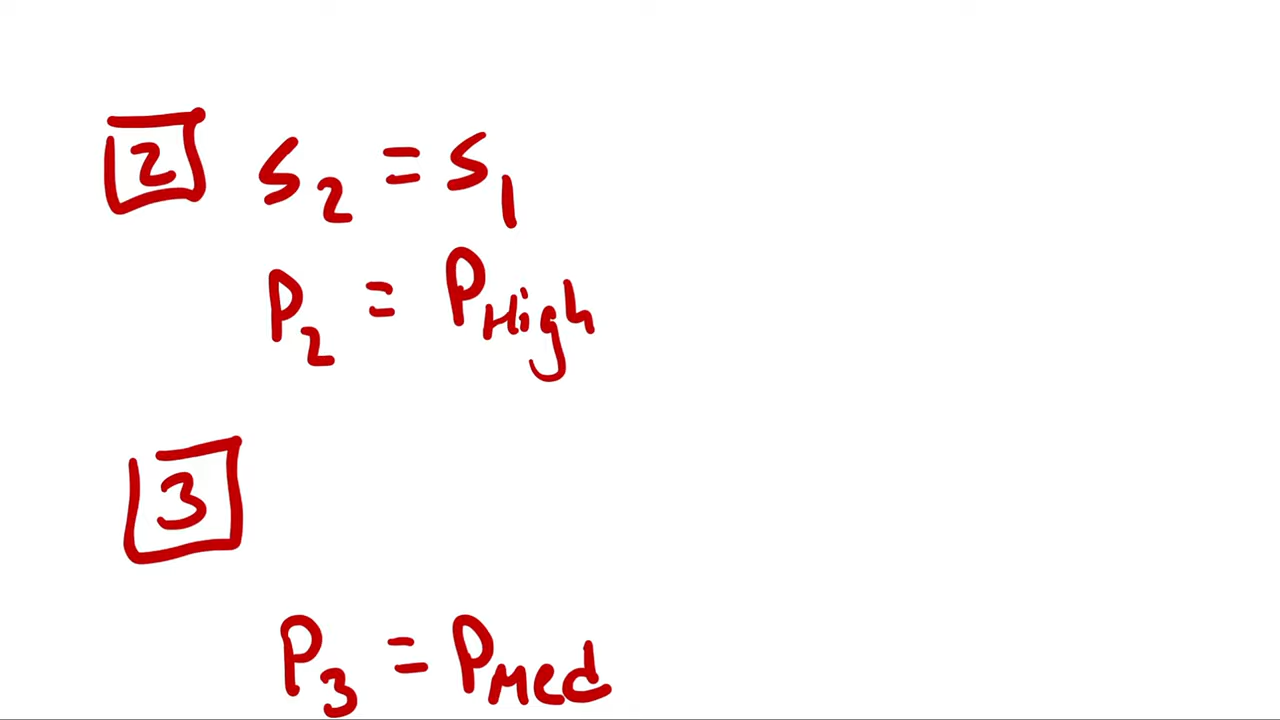 2 S2 = S1
P2 = PHigh
3
P3 = PMed